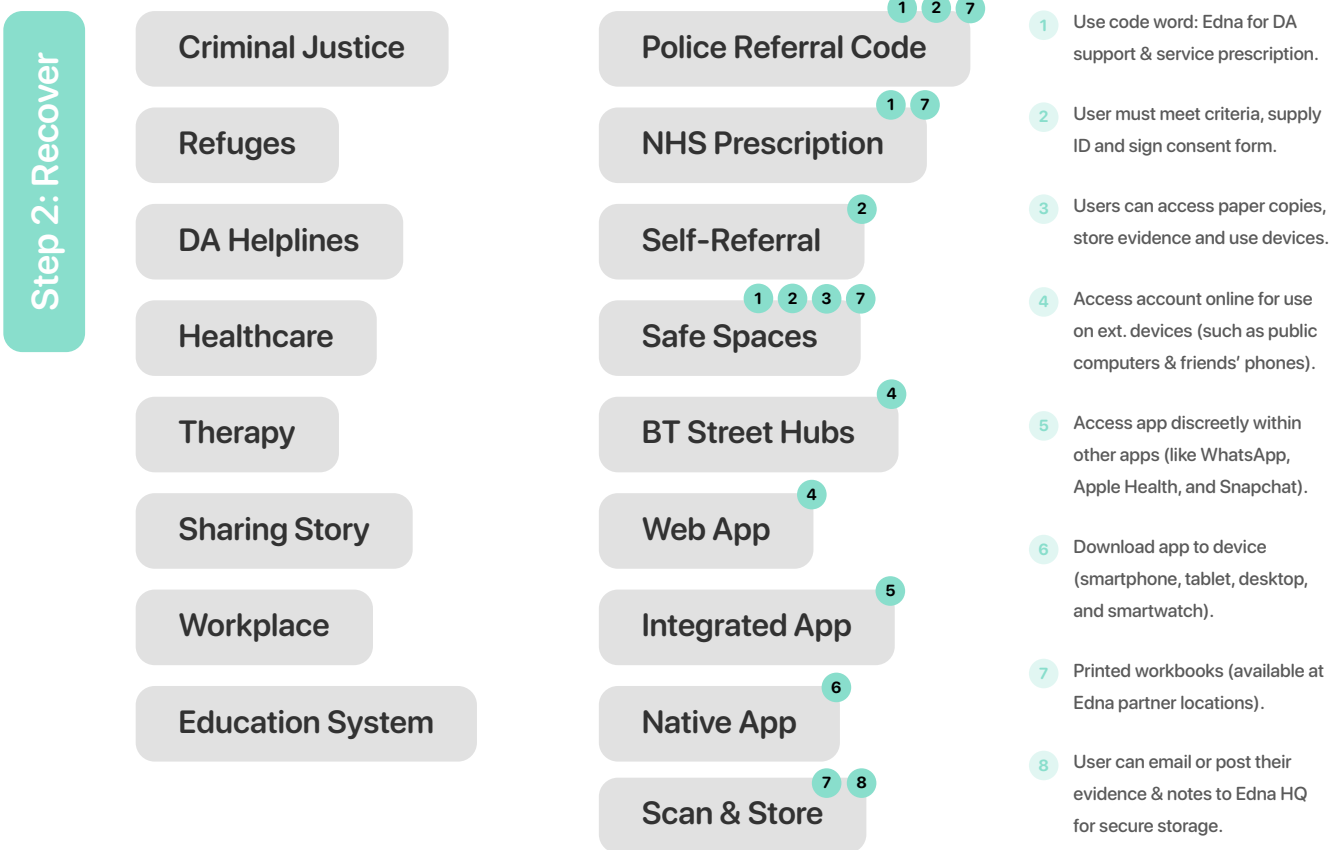 Step 2: Recover
Criminal Justice
Refuges
DA Helplines
Healthcare
Therapy
Sharing Story
Workplace
Education System
1 2 7
Police Referral Code
1 7
NHS Prescription
2
Self-Referral
1 2 3 7
Safe Spaces
4
BT Street Hubs
4
Web App
5
Integrated App
6
Native App
7 8
Scan & Store
1 Use code word: Edna for DA
support & service prescription.
2 User must meet criteria, supply
ID and sign consent form.
3 Users can access paper copies,
store evidence and use devices.
4 Access account online for use
on ext. devices (such as public
computers & friends’ phones).
5 Access app discreetly within
other apps (like WhatsApp,
Apple Health, and Snapchat).
6 Download app to device
(smartphone, tablet, desktop,
and smartwatch).
7 Printed workbooks (available at
Edna partner locations).
8 User can email or post their
evidence & notes to Edna HQ
for secure storage.